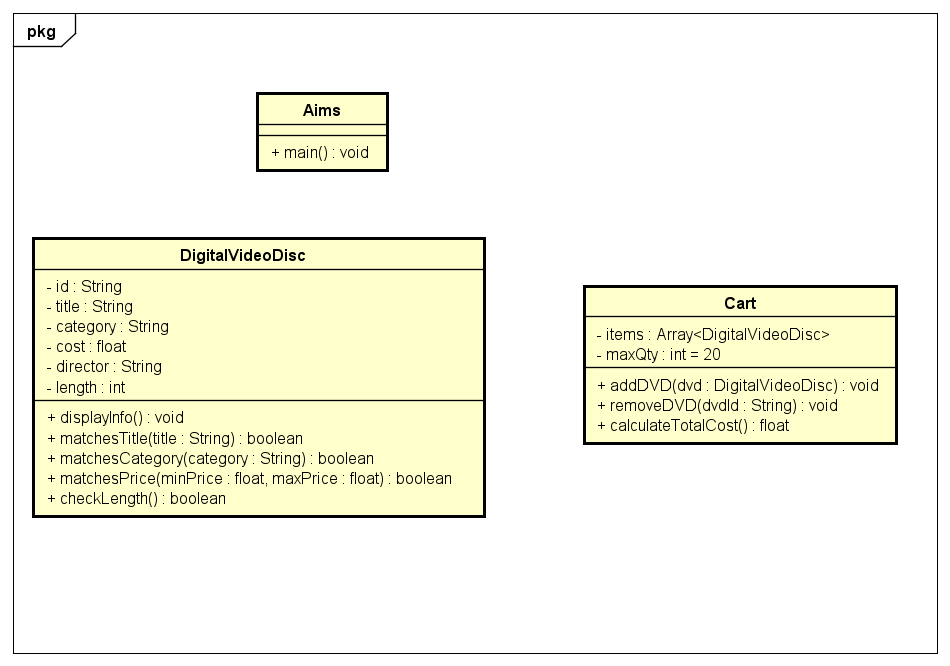 pkg
Aims
+ main() : void
DigitalVideoDisc
- id : String
- title : String
- category : String
- cost : float
- director : String
- length : int
+ displayInfo() : void
+ matchesTitle(title : String) : boolean
+ matchesCategory(category : String) : boolean
+ matchesPrice(minPrice : float, maxPrice : float) : boolean
+ checkLength() : boolean
Cart
- items : Array<DigitalVideoDisc>
- maxQty : int = 20
+ addDVD(dvd : DigitalVideoDisc) : void
+ removeDVD(dvdId : String) : void
+ calculateTotalCost() : float